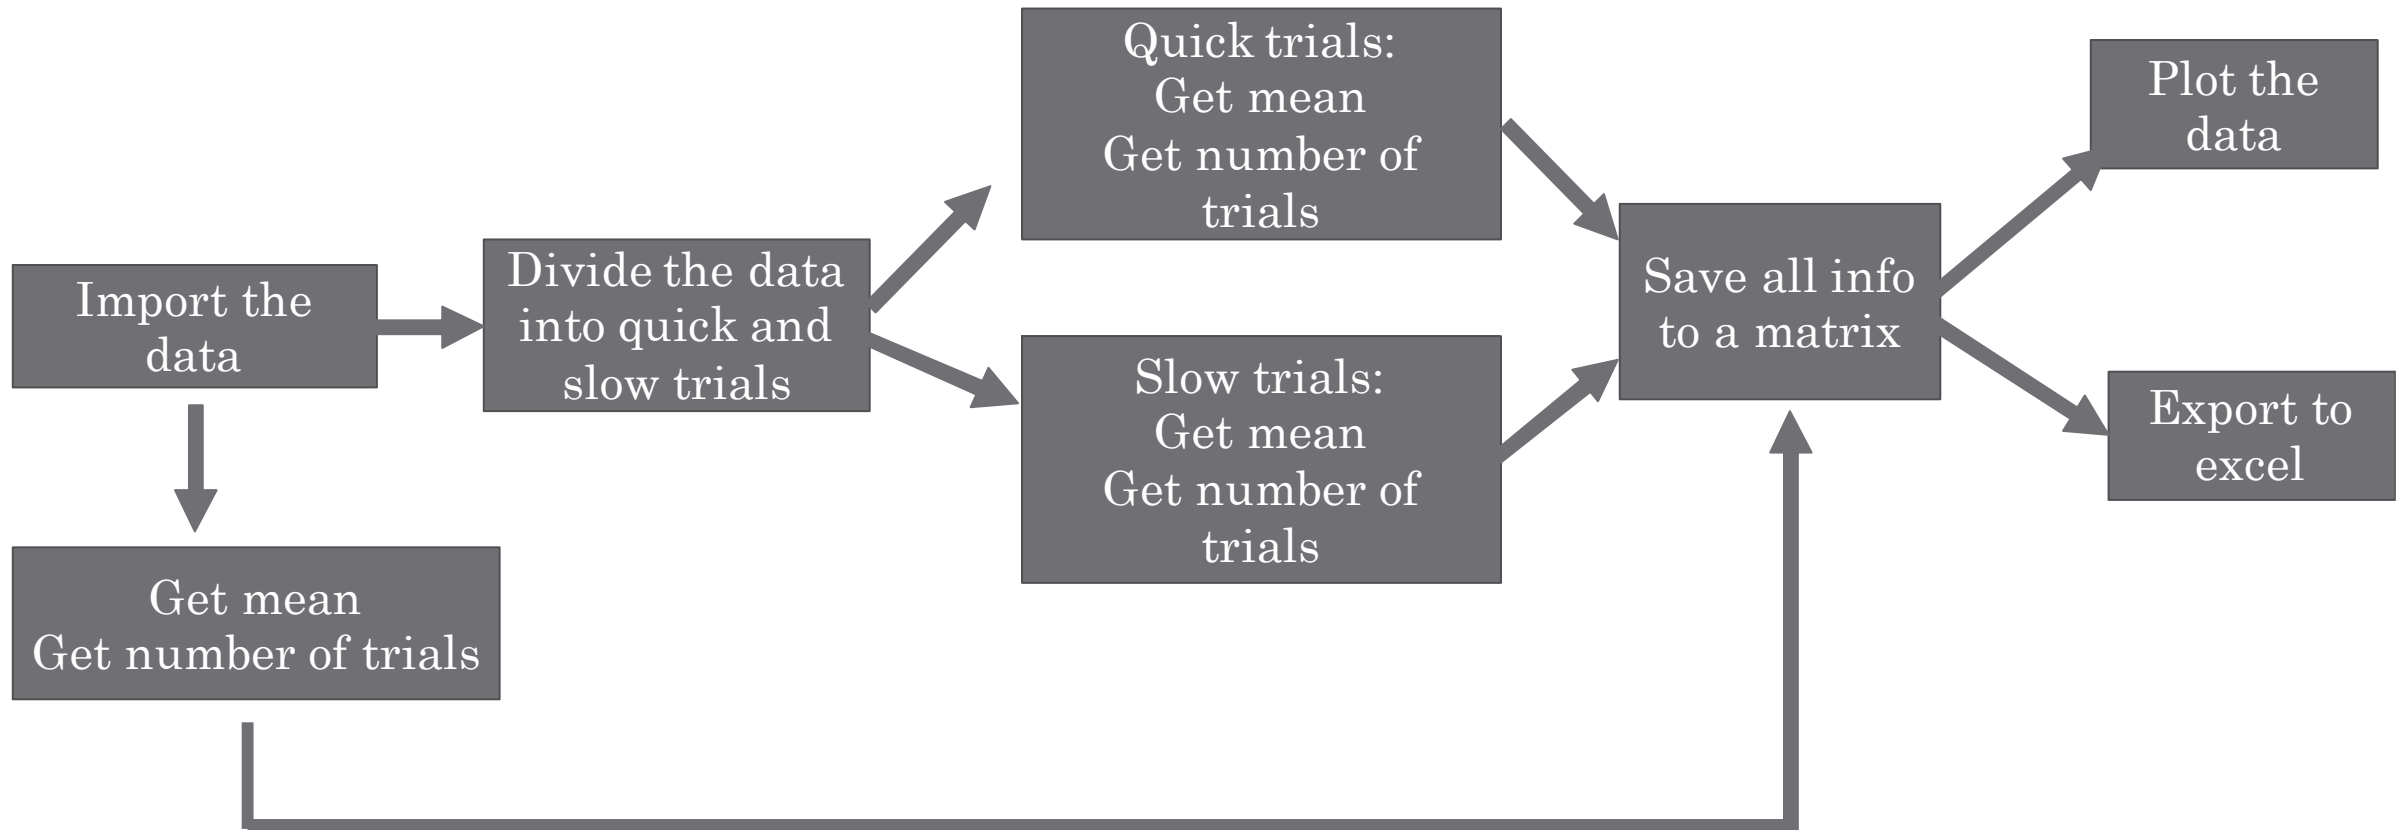 Import the
data
Get mean
Get number of trials
Divide the data
into quick and
slow trials
Quick trials:
Get mean
Get number of
trials
Slow trials:
Get mean
Get number of
trials
Save all info
to a matrix
Plot the
data
Export to
excel